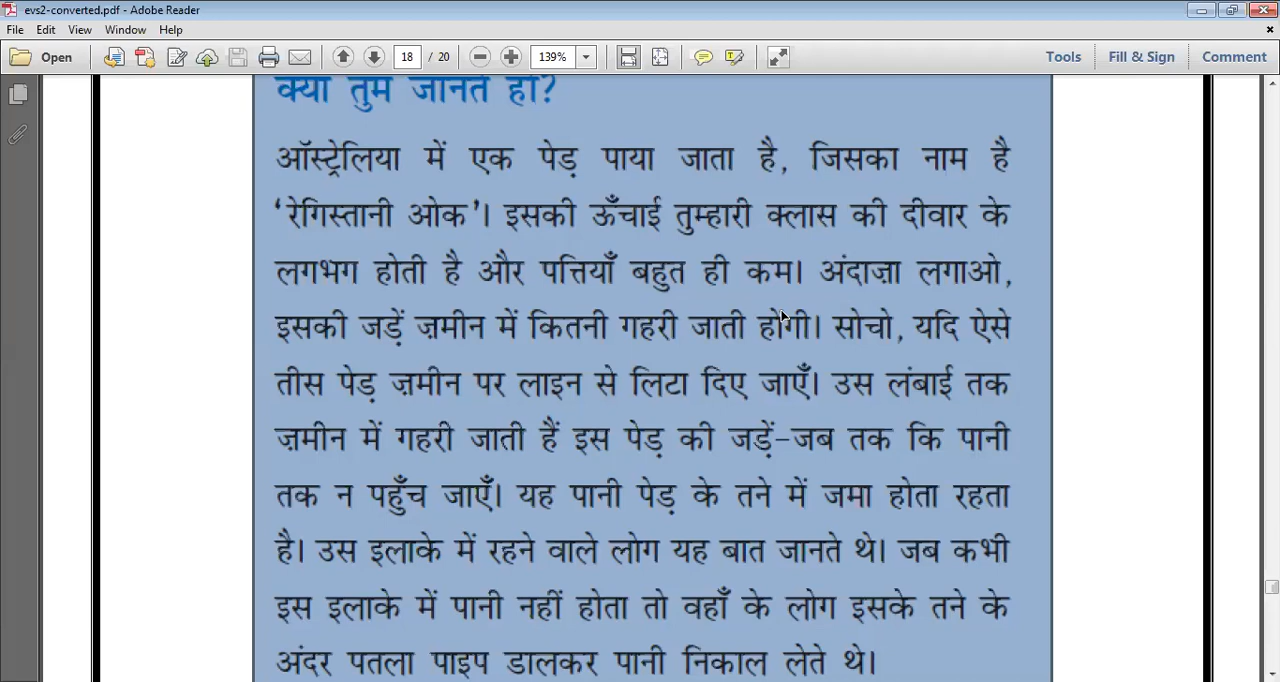 evs2-converted.pdf - Adobe Reader
File Edit View Window Help
Open 18 / 20 139% Tools Fill & Sign Comment
क्या तुम जानते हो?
ऑस्ट्रेलिया में एक पेड़ पाया जाता है, जिसका नाम है
‘रेगिस्तानी ओक’। इसकी ऊँचाई तुम्हारी क्लास की दीवार के
लगभग होती है और पत्तियाँ बहुत ही कम। अंदाज़ा लगाओ,
इसकी जड़ें ज़मीन में कितनी गहरी जाती होंगी। सोचो, यदि ऐसे
तीस पेड़ ज़मीन पर लाइन से लिटा दिए जाएँ। उस लंबाई तक
ज़मीन में गहरी जाती हैं इस पेड़ की जड़ें–जब तक कि पानी
तक न पहुँच जाएँ। यह पानी पेड़ के तने में जमा होता रहता
है। उस इलाके में रहने वाले लोग यह बात जानते थे। जब कभी
इस इलाके में पानी नहीं होता तो वहाँ के लोग इसके तने के
अंदर पतला पाइप डालकर पानी निकाल लेते थे।